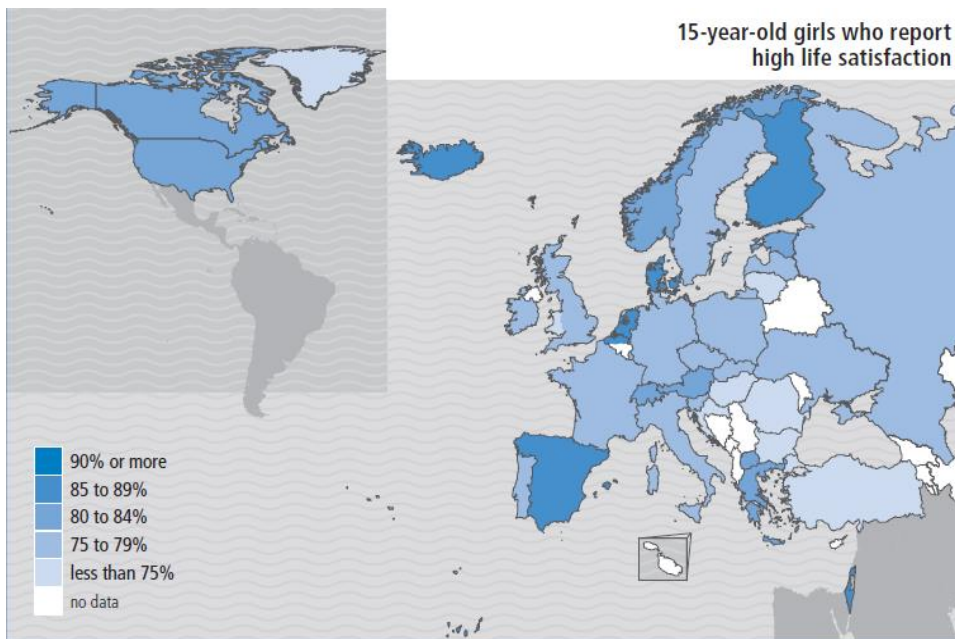 15-year-old girls who report
high life satisfaction
90% or more
85 to 89%
80 to 84%
75 to 79%
less than 75%
no data